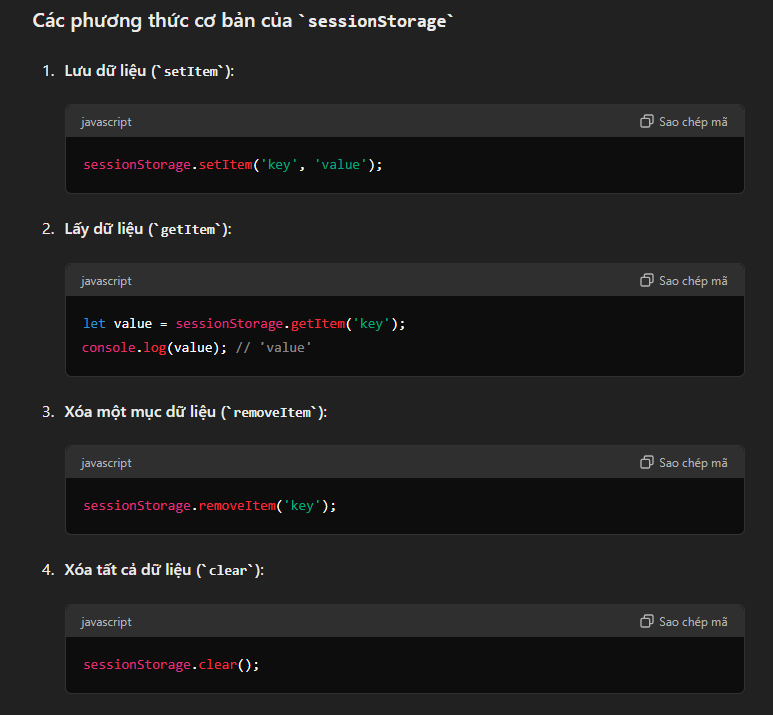 Các phương thức cơ bản của `sessionStorage`
1. Lưu dữ liệu (`setItem`):
javascript
Sao chép mã
sessionStorage.setItem('key', 'value');
2. Lấy dữ liệu (`getItem`):
javascript
Sao chép mã
let value = sessionStorage.getItem('key');
console.log(value); // 'value'
3. Xóa một mục dữ liệu (`removeItem`):
javascript
Sao chép mã
sessionStorage.removeItem('key');
4. Xóa tất cả dữ liệu (`clear`):
javascript
Sao chép mã
sessionStorage.clear();